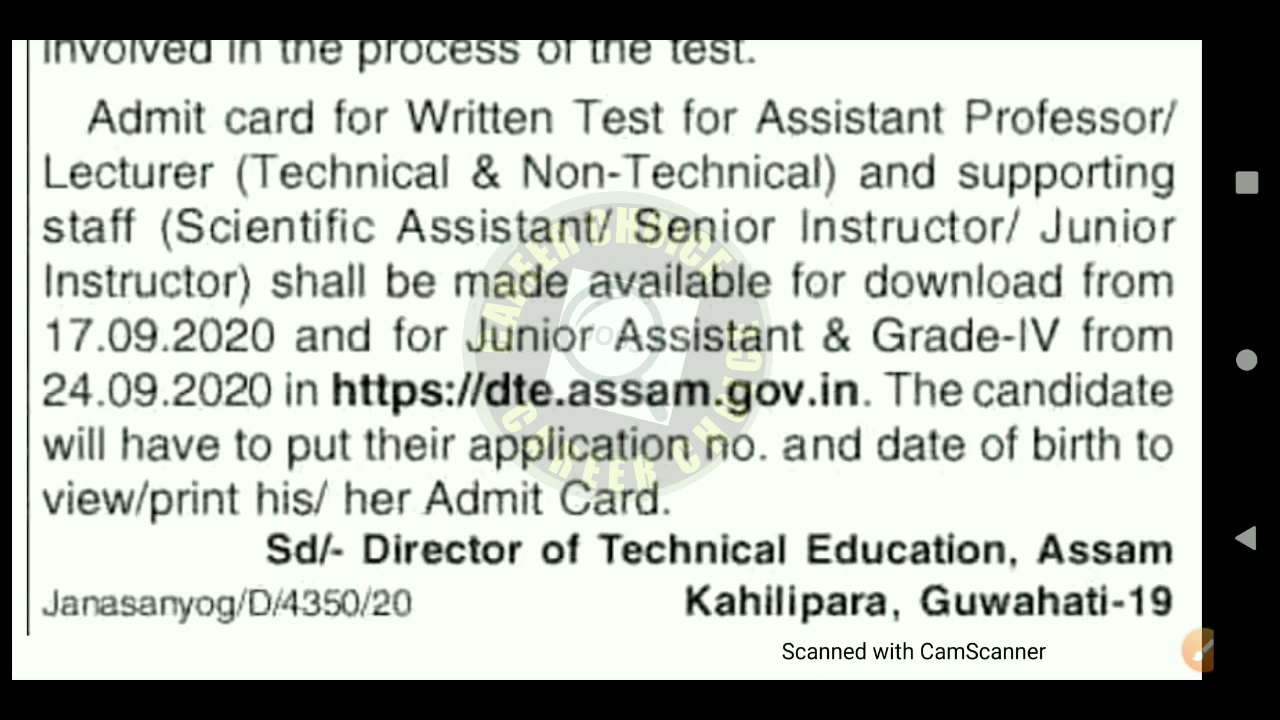 involved in the process of the test.
Admit card for Written Test for Assistant Professor/
Lecturer (Technical & Non-Technical) and supporting
staff (Scientific Assistant/ Senior Instructor/ Junior
Instructor) shall be made available for download from
17.09.2020 and for Junior Assistant & Grade-IV from
24.09.2020 in https://dte.assam.gov.in. The candidate
will have to put their application no. and date of birth to
view/print his/ her Admit Card.
Sd/- Director of Technical Education, Assam
Janasanyog/D/4350/20 Kahilipara, Guwahati-19
Scanned with CamScanner
CAREER CHOICE
CAREER CHOICE